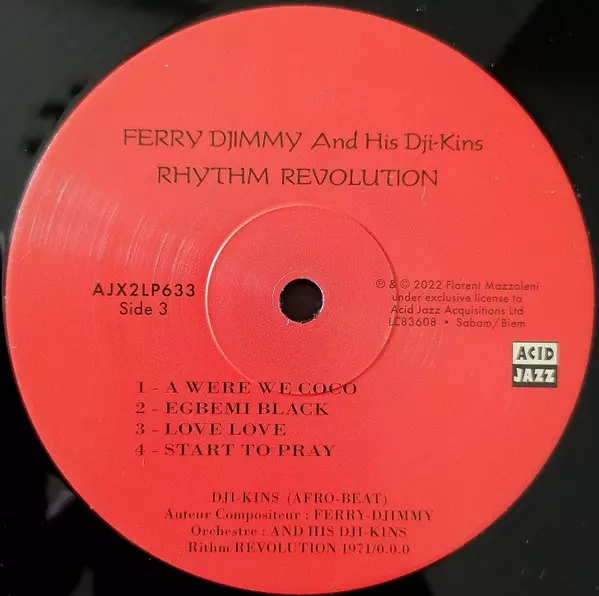 FERRY DJIMMY And His Dji-Kins
RHYTHM REVOLUTION
AJX2LP633
Side 3
℗ & © 2022 Florent Mazzoleni
under exclusive license to
Acid Jazz Acquisitions Ltd
LC83608 • Sabam/Biem
ACID
JAZZ
1 - A WERE WE COCO
2 - EGBEMI BLACK
3 - LOVE LOVE
4 - START TO PRAY
DJI-KINS (AFRO-BEAT)
Auteur Compositeur : FERRY-DJIMMY
Orchestre : AND HIS DJI-KINS
Rithm REVOLUTION 1971/0.0.0